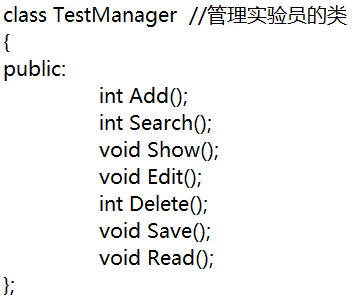 class TestManager  //管理实验员的类
{
public:
int Add();
int Search();
void Show();
void Edit();
int Delete();
void Save();
void Read();
};